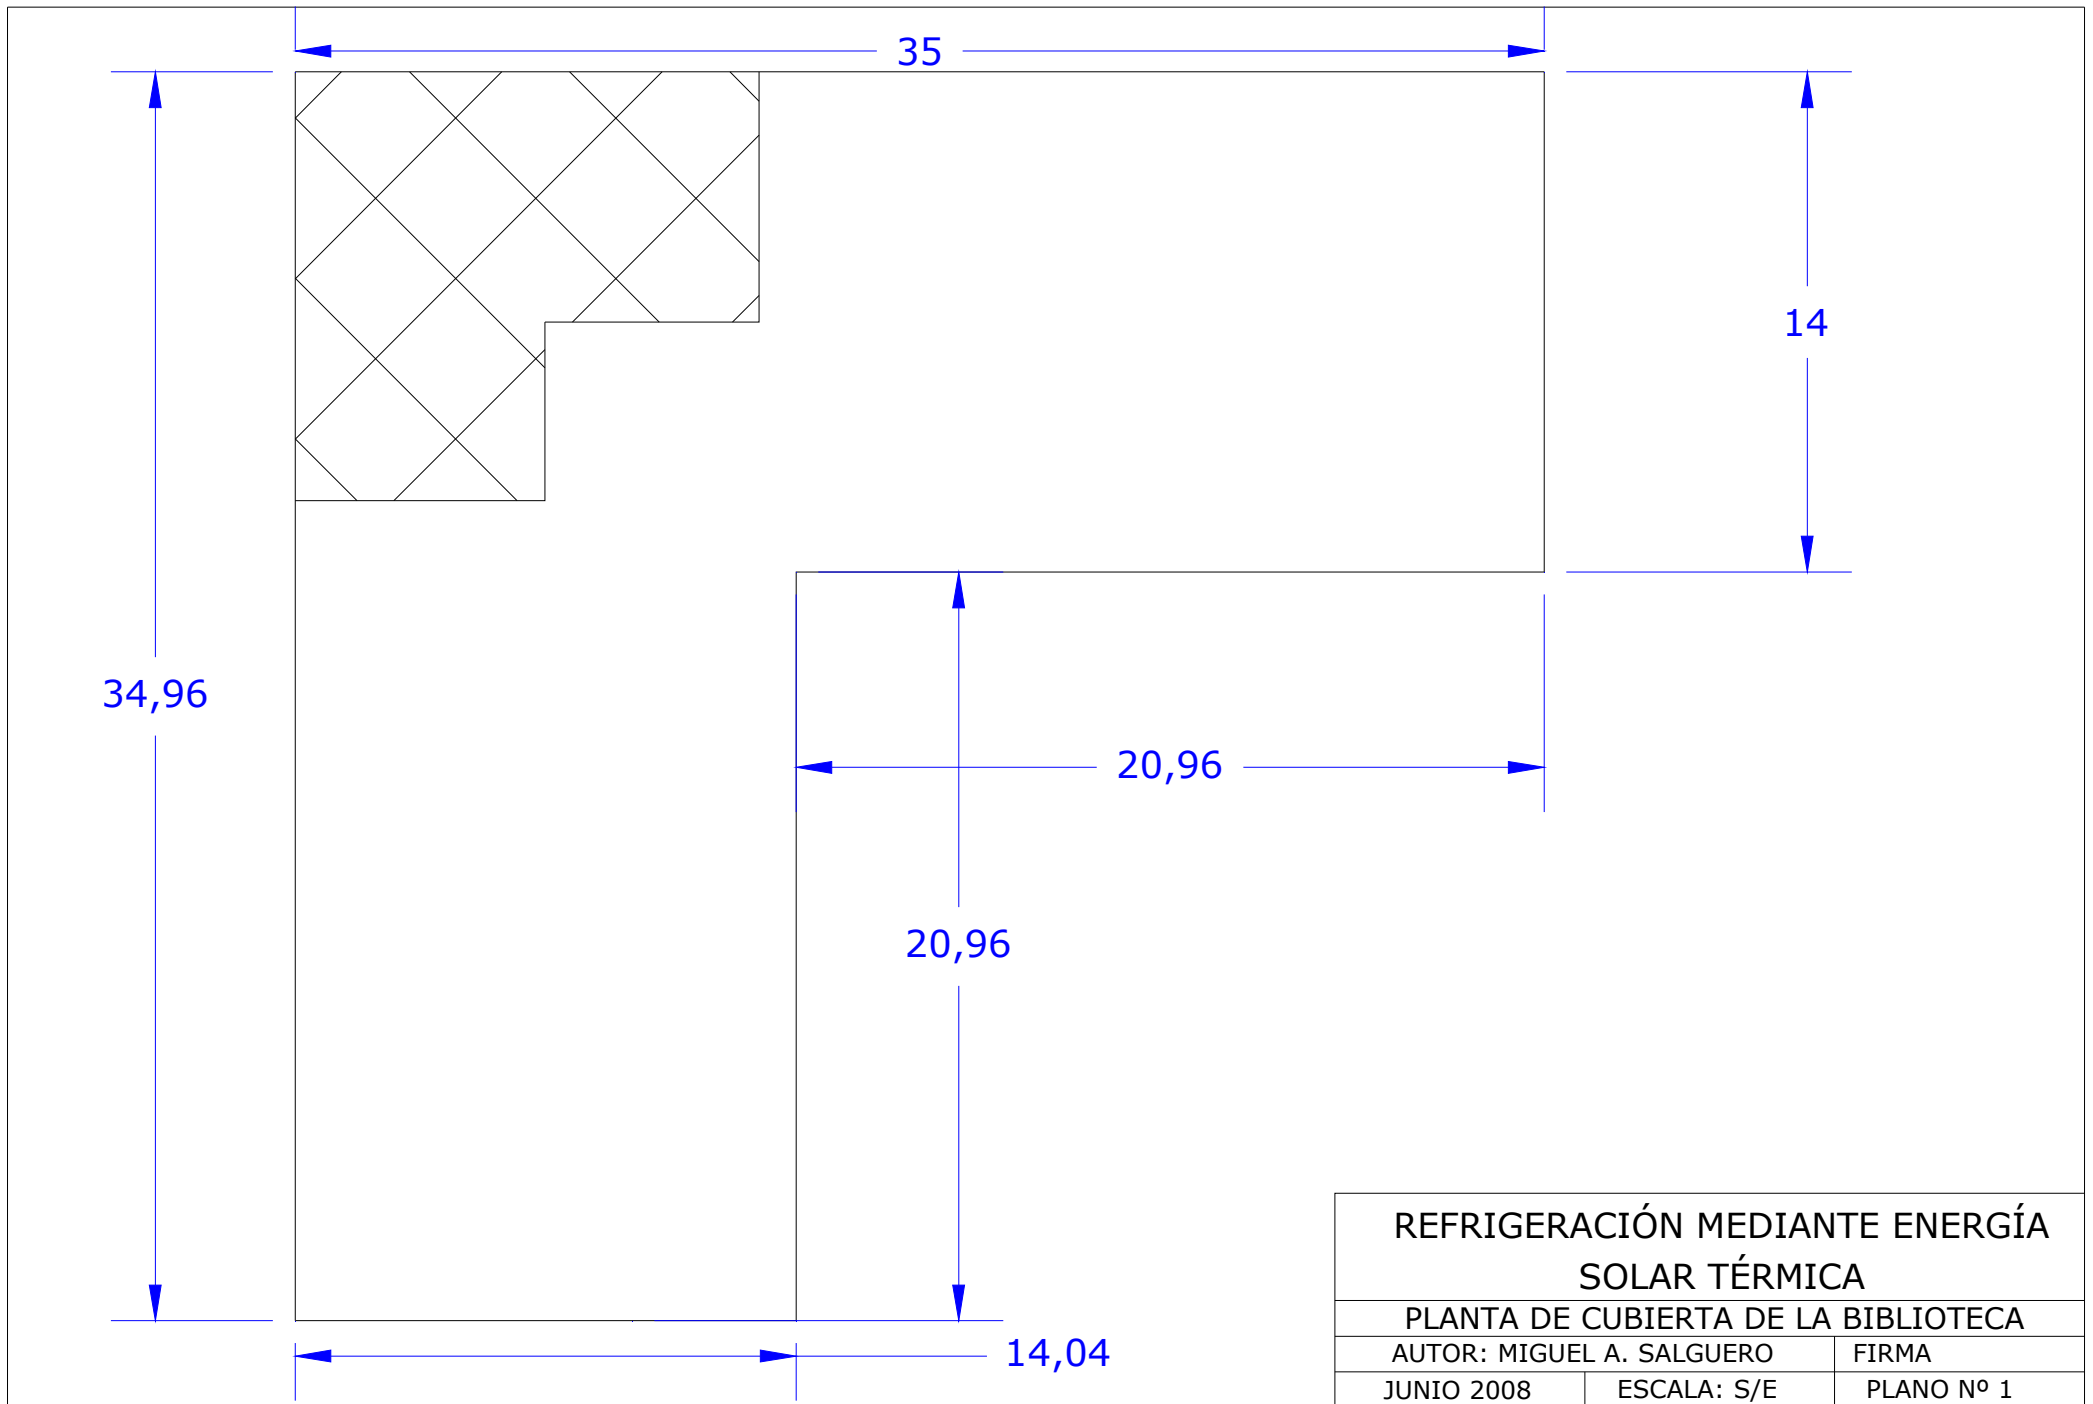 35
14
34,96
20,96
20,96
14,04
REFRIGERACIÓN MEDIANTE ENERGÍA
SOLAR TÉRMICA
PLANTA DE CUBIERTA DE LA BIBLIOTECA
AUTOR: MIGUEL A. SALGUERO FIRMA
JUNIO 2008 ESCALA: S/E PLANO Nº 1